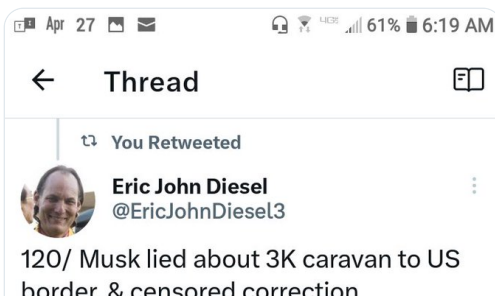 Apr 27 61% 6:19 AM
Thread
You Retweeted
Eric John Diesel
@EricJohnDiesel3
120/ Musk lied about 3K caravan to US
border & censored correction